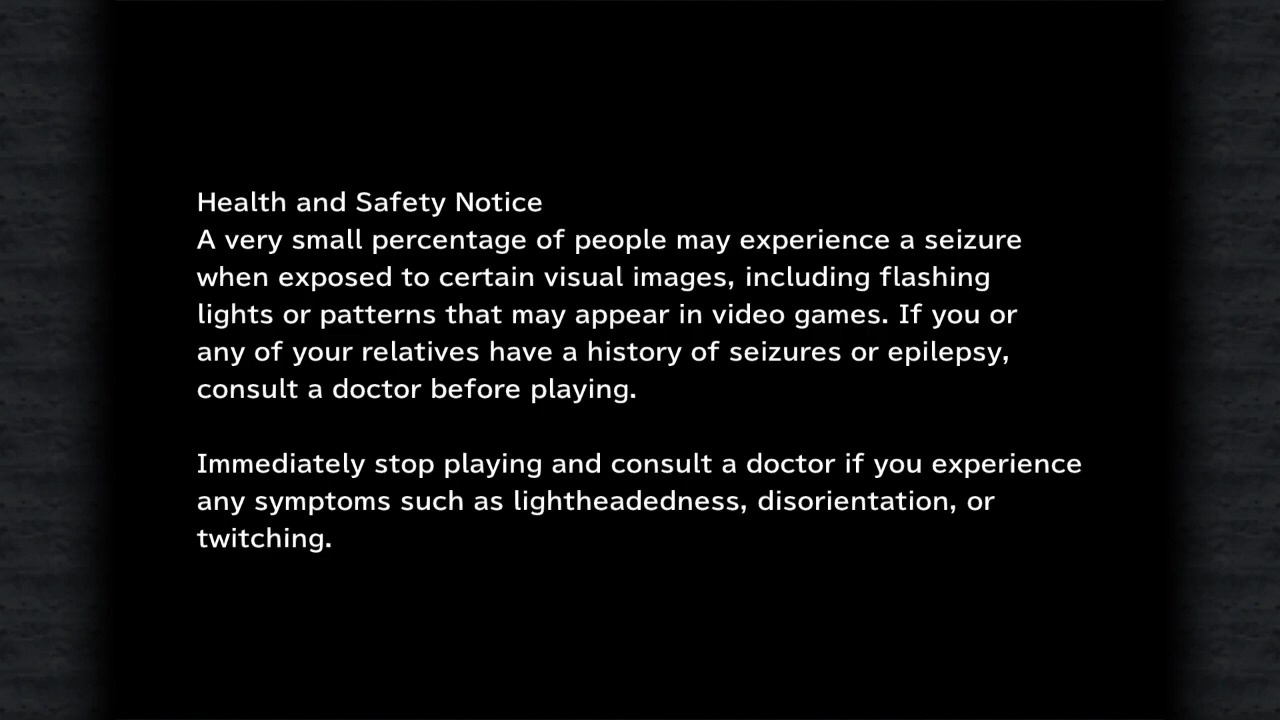 Health and Safety Notice
A very small percentage of people may experience a seizure
when exposed to certain visual images, including flashing
lights or patterns that may appear in video games. If you or
any of your relatives have a history of seizures or epilepsy,
consult a doctor before playing.
Immediately stop playing and consult a doctor if you experience
any symptoms such as lightheadedness, disorientation, or
twitching.